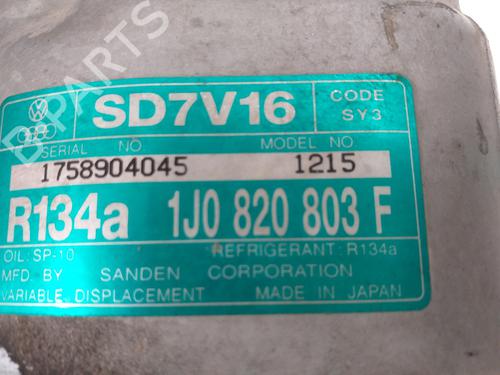 B-PARTS
SD7V16
CODE
SY3
SERIAL NO.
MODEL NO
1758904045
1215
R134a 1J0 820 803 F
OIL: SP-10
REFRIGERANT: R134a
MFD. BY SANDEN CORPORATION
VARIABLE DISPLACEMENT
MADE IN JAPAN